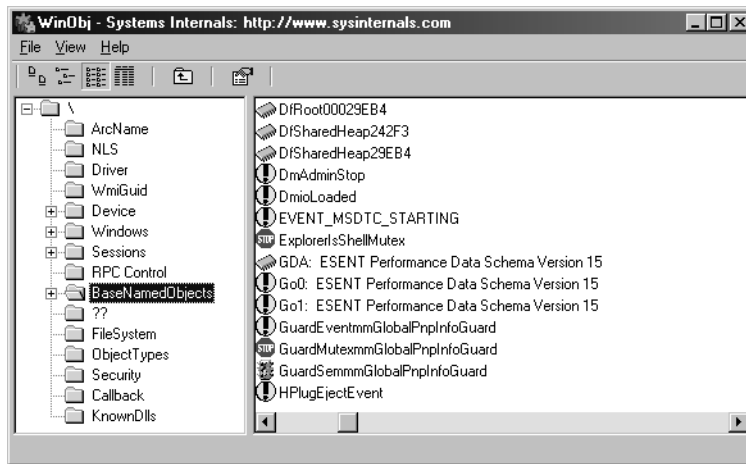 WinObj - Systems Internals: http://www.sysinternals.com
File View Help
\
ArcName
NLS
Driver
WmiGuid
Device
Windows
Sessions
RPC Control
BaseNamedObjects
??
FileSystem
ObjectTypes
Security
Callback
KnownDlls
DfRoot00029EB4
DfSharedHeap242F3
DfSharedHeap29EB4
DmAdminStop
DmioLoaded
EVENT_MSDTC_STARTING
STOP ExplorerIsShellMutex
GDA: ESENT Performance Data Schema Version 15
Go0: ESENT Performance Data Schema Version 15
Go1: ESENT Performance Data Schema Version 15
GuardEventmmGlobalPnpInfoGuard
STOP GuardMutexmmGlobalPnpInfoGuard
GuardSemmmGlobalPnpInfoGuard
HPlugEjectEvent